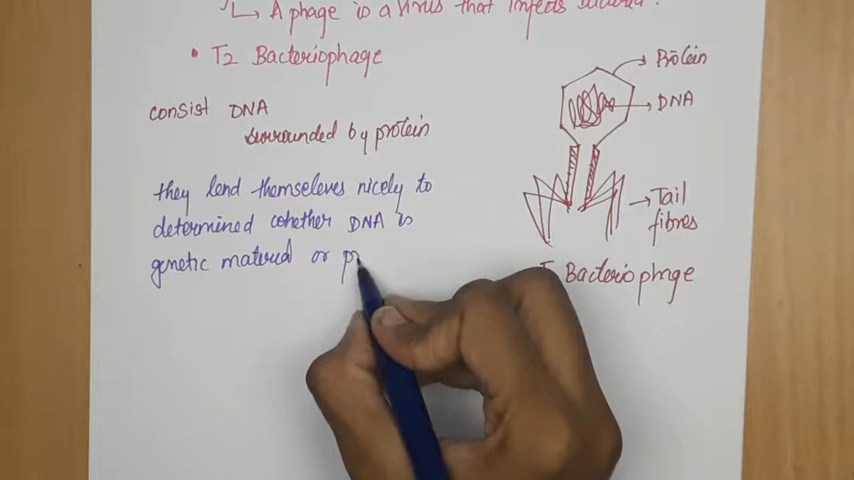 A phage is a virus that infects bacteria.
• T2 Bacteriophage
Protein
consist DNA
surrounded by protein
DNA
they lend themseleves nicely to
determined whether DNA is
genetic material or p
Tail
fibres
Bacteriophage